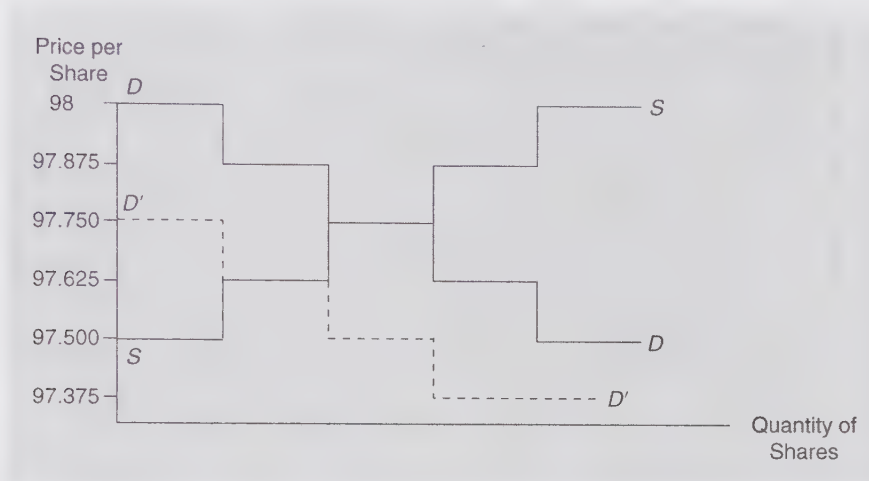 Price per
Share
D
98
S
97.875
D'
97.750
97.625
97.500
D
S
97.375
D'
Quantity of
Shares